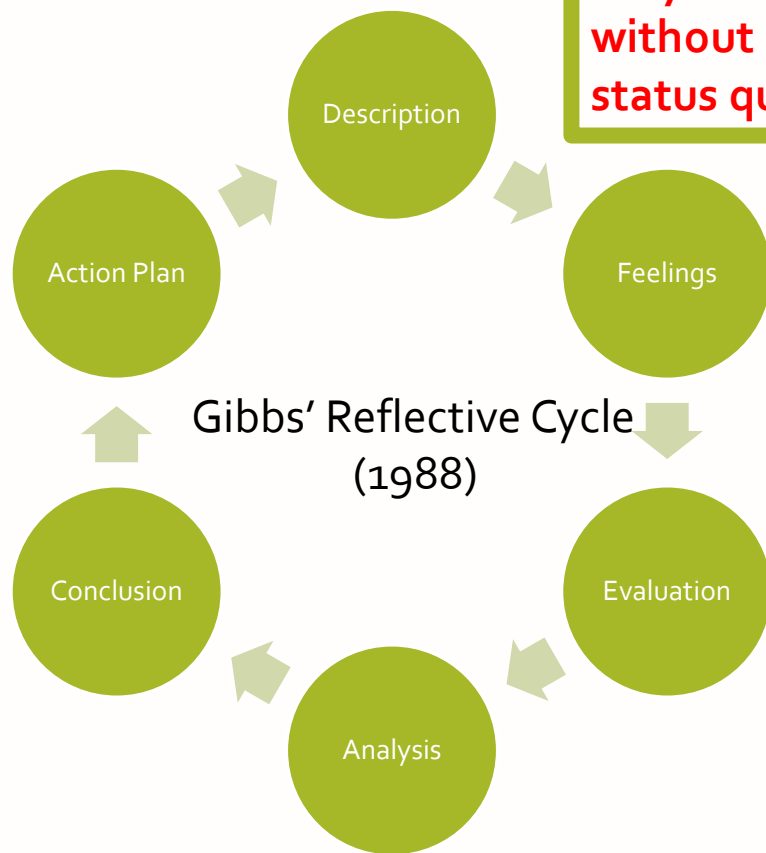 without
status qu
Description
Feelings
Action Plan
Gibbs’ Reflective Cycle
(1988)
Evaluation
Conclusion
Analysis